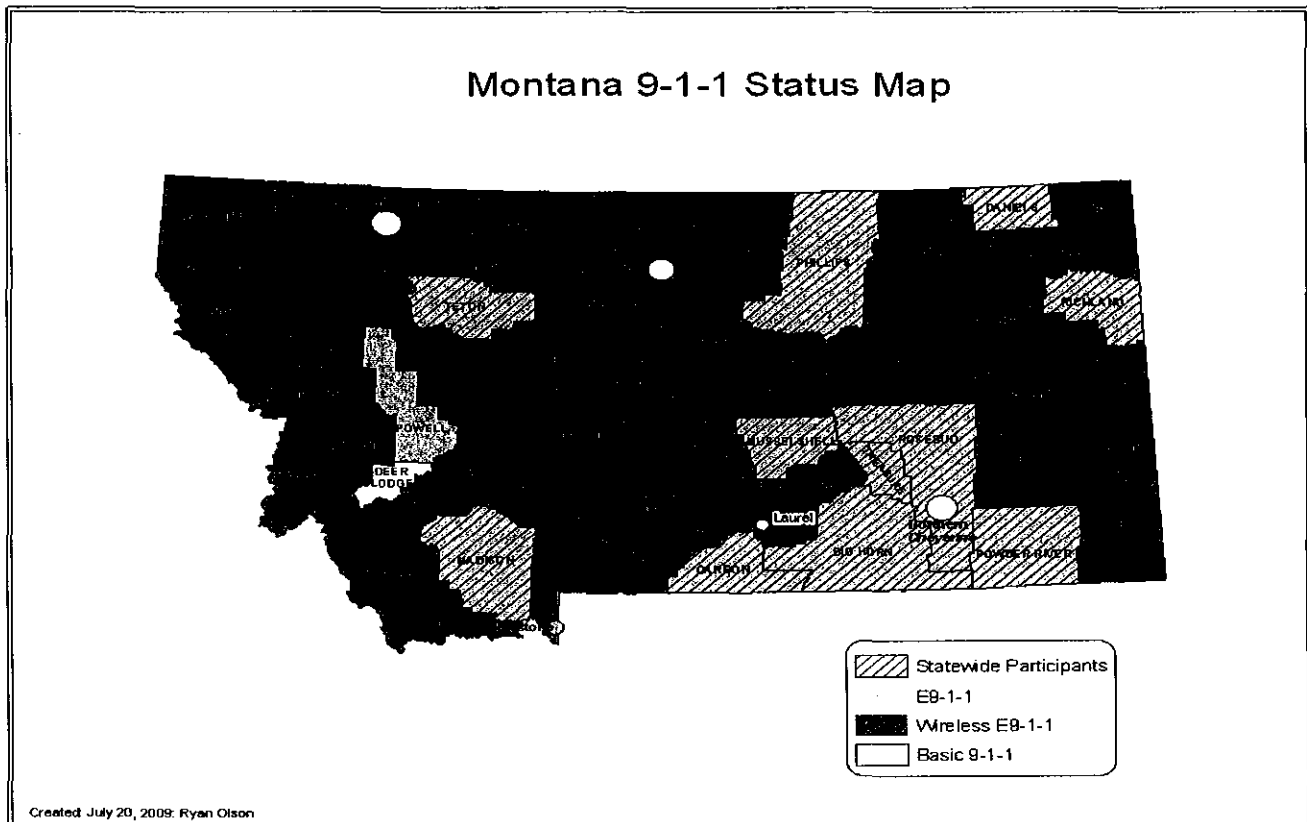 Montana 9-1-1 Status Map
DANIELS
PHILLIPS
RICHLAND
TETON
POWELL
MUSSELSHELL
ROSEBUD
DEER
LODGE
Laurel
Northern
Cheyenne
MADISON
BIG HORN
POWDER RIVER
CARBON
Statewide Participants
E9-1-1
Wireless E9-1-1
Basic 9-1-1
Created: July 20, 2009: Ryan Olson